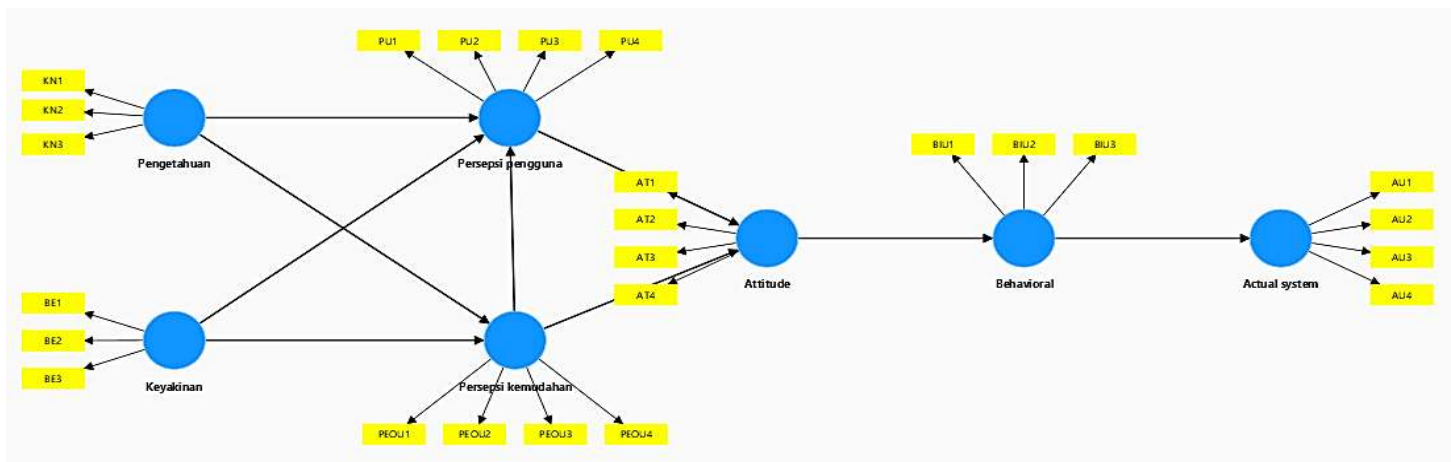 PU1
PU2
PU3
PU4
KN1
KN2
KN3
Pengetahuan
Persepsi pengguna
BIU1
BIU2
BIU3
AT1
AT2
AT3
AT4
AU1
AU2
AU3
AU4
Attitude
Behavioral
Actual system
BE1
BE2
BE3
Keyakinan
Persepsi kemudahan
PEOU1
PEOU2
PEOU3
PEOU4